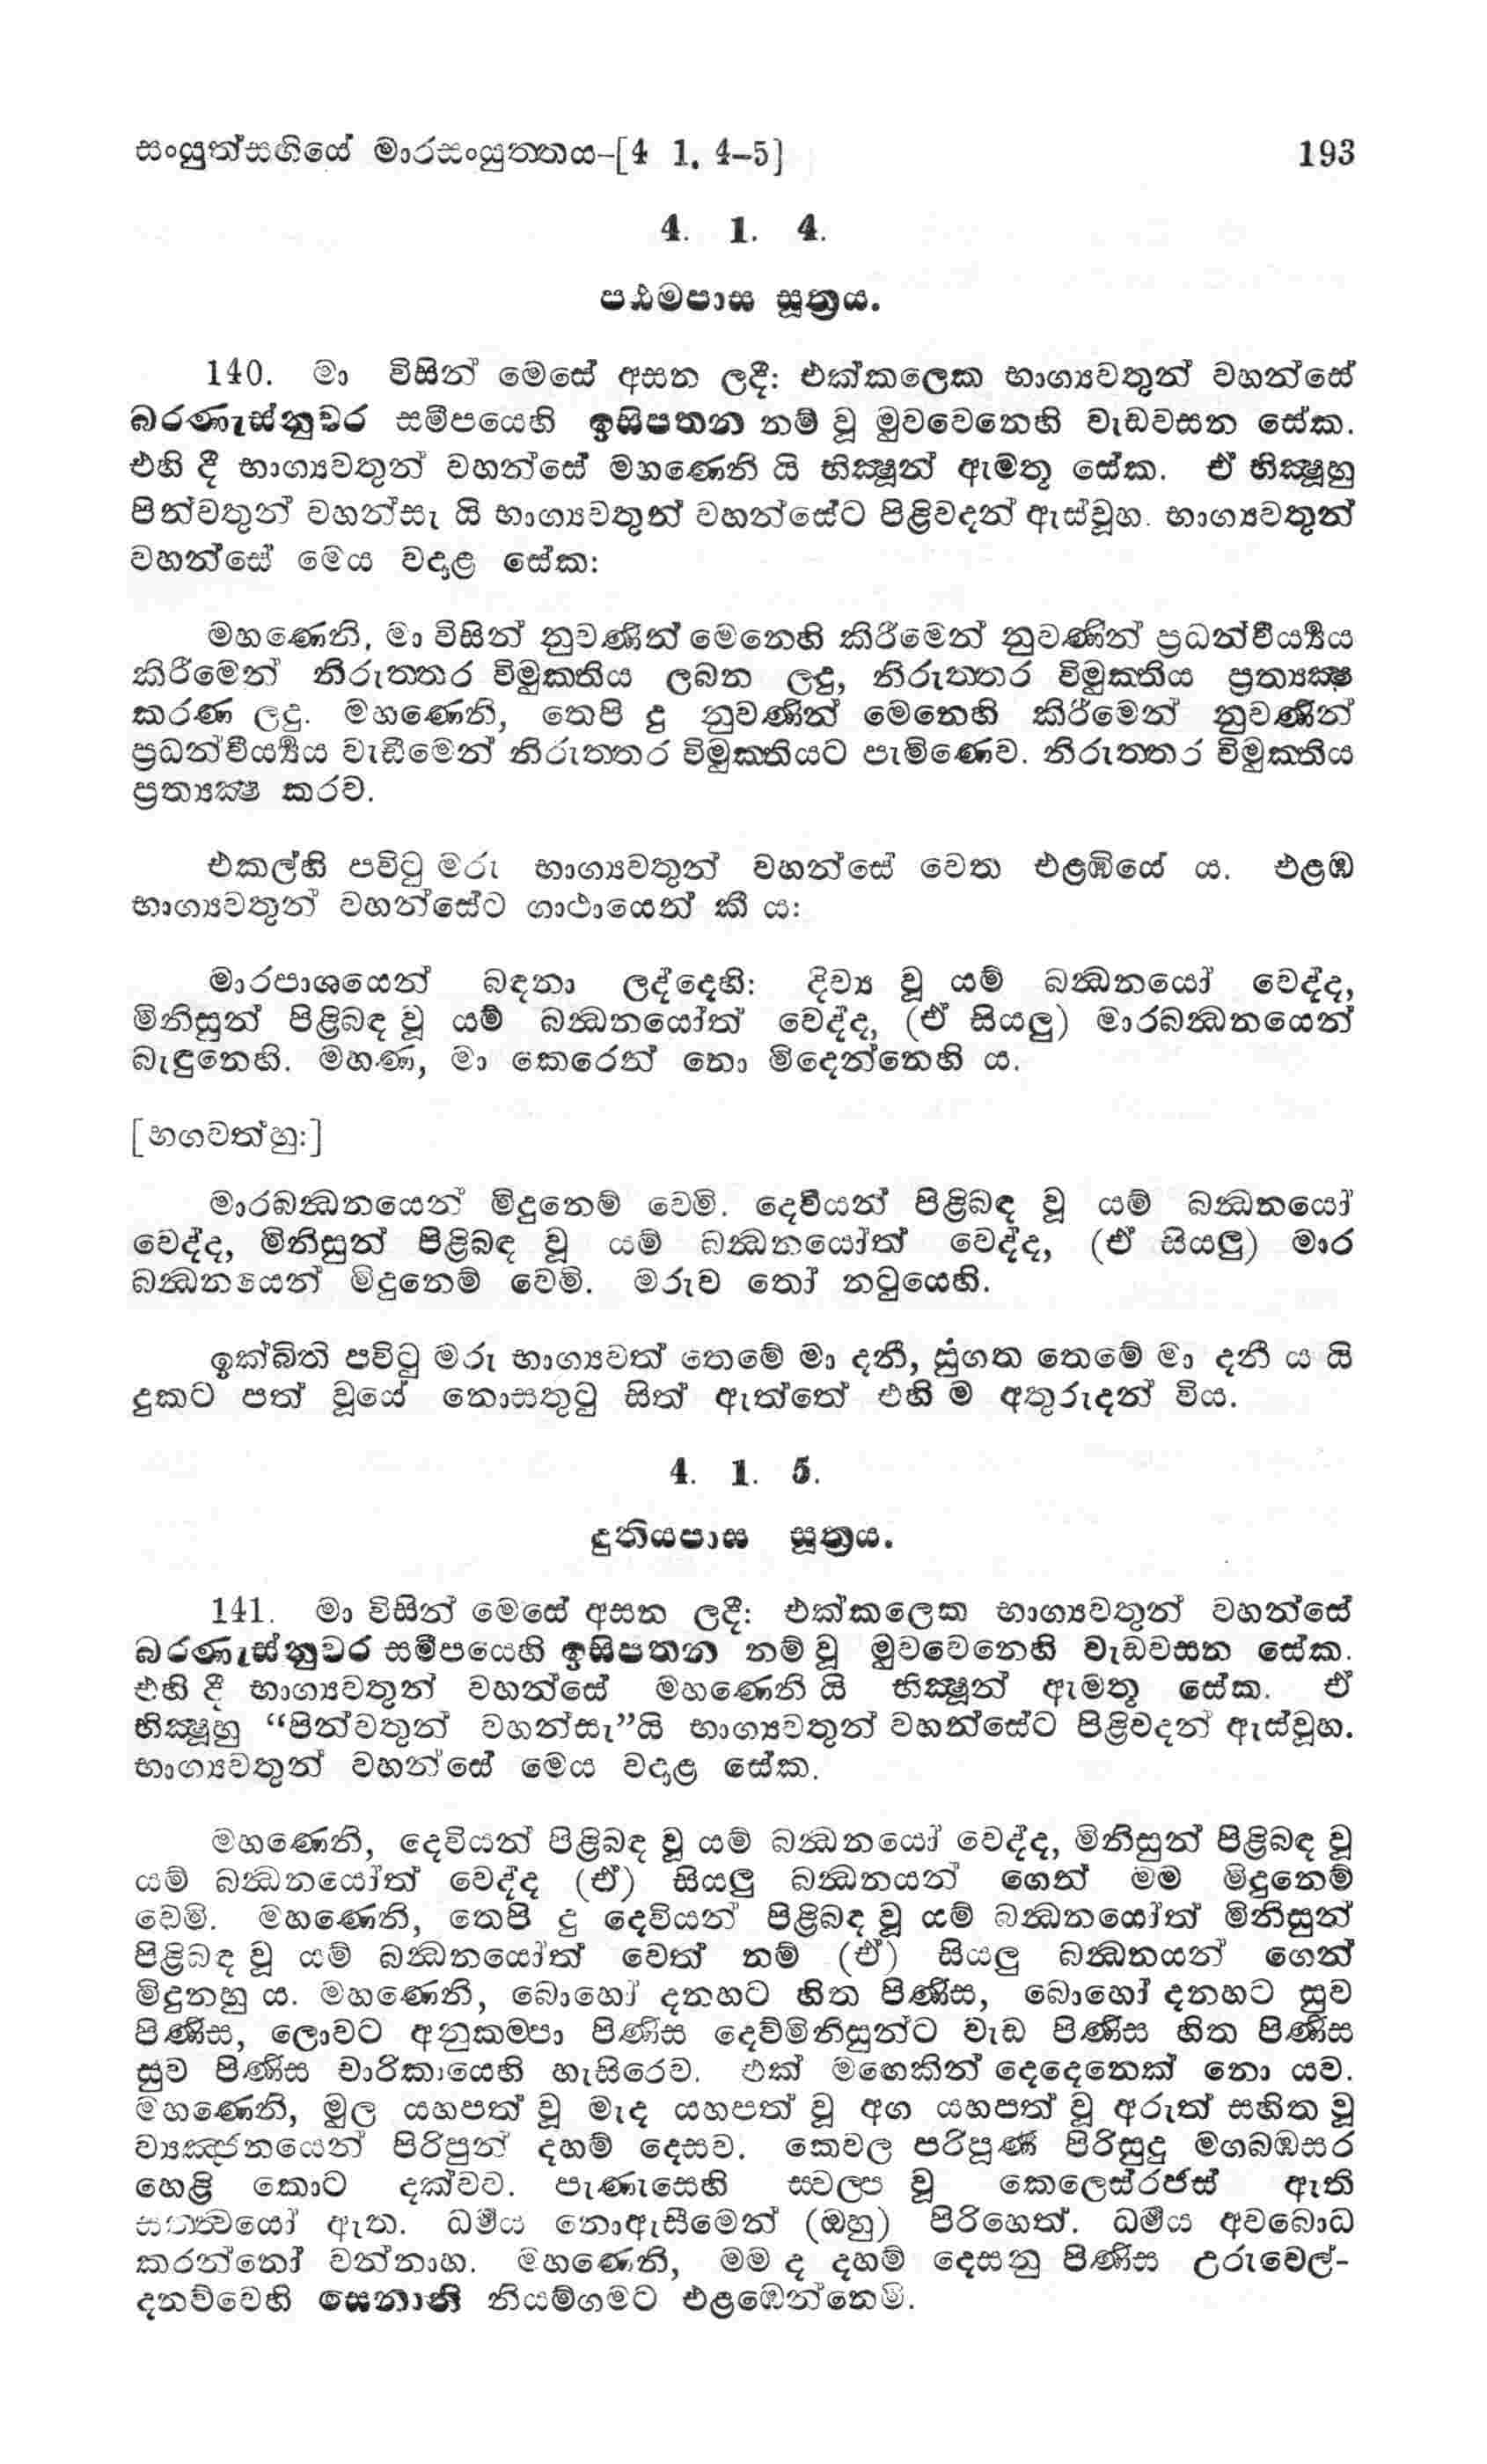 සංයුත්සඟියේ මාරසංයුත්තය–[4 1. 4–5] 193
4. 1. 4.
පඨමපාස සූත්‍රය.
140. මා විසින් මෙසේ අසන ලදී: එක්කලෙක භාග්‍යවතුන් වහන්සේ
බරණැස්නුවර සමීපයෙහි ඉසිපතන නම් වූ මුවවෙනෙහි වැඩවසන සේක.
එහි දී භාග්‍යවතුන් වහන්සේ මහණෙනි යි භික්‍ෂූන් ඇමතූ සේක. ඒ භික්‍ෂූහු
පින්වතුන් වහන්සැ යි භාග්‍යවතුන් වහන්සේට පිළිවදන් ඇස්වූහ. භාග්‍යවතුන්
වහන්සේ මෙය වදාළ සේක:
මහණෙනි, මා විසින් නුවණින් මෙනෙහි කිරීමෙන් නුවණින් ප්‍රධන්වීර්‍ය්‍යය
කිරීමෙන් නිරුත්තර විමුක්තිය ලබන ලදු, නිරුත්තර විමුක්තිය ප්‍රත්‍යක්‍ෂ
කරණ ලදු. මහණෙනි, තෙපි දු නුවණින් මෙනෙහි කිරීමෙන් නුවණින්
ප්‍රධන්වීර්‍ය්‍යය වැඩීමෙන් නිරුත්තර විමුක්තියට පැමිණෙව. නිරුත්තර විමුක්තිය
ප්‍රත්‍යක්‍ෂ කරව.
එකල්හි පවිටු මරු භාග්‍යවතුන් වහන්සේ වෙත එළඹියේ ය. එළඹ
භාග්‍යවතුන් වහන්සේට ගාථායෙන් කී ය:
මාරපාශයෙන් බඳනා ලද්දෙහි: දිව්‍ය වූ යම් බන්‍ධනයෝ වෙද්ද,
මිනිසුන් පිළිබඳ වූ යම් බන්‍ධනයෝත් වෙද්ද, (ඒ සියලු) මාරබන්‍ධනයෙන්
බැඳුනෙහි. මහණ, මා කෙරෙන් නො මිදෙන්නෙහි ය.
[භගවත්හු:]
මාරබන්‍ධනයෙන් මිදුනෙම් වෙමි. දෙවියන් පිළිබඳ වූ යම් බන්‍ධනයෝ
වෙද්ද, මිනිසුන් පිළිබඳ වූ යම් බන්‍ධනයෝත් වෙද්ද, (ඒ සියලු) මාර
බන්‍ධනයෙන් මිදුනෙම් වෙමි. මරුව තෝ නටුයෙහි.
ඉක්බිති පවිටු මරු භාග්‍යවත් තෙමේ මා දනී, සුගත තෙමේ මා දනී ය යි
දුකට පත් වූයේ නොසතුටු සිත් ඇත්තේ එහි ම අතුරුදන් විය.
4. 1. 5.
දුතියපාස සූත්‍රය.
141. මා විසින් මෙසේ අසන ලදී: එක්කලෙක භාග්‍යවතුන් වහන්සේ
බරණැස්නුවර සමීපයෙහි ඉසිපතන නම් වූ මුවවෙනෙහි වැඩවසන සේක.
එහි දී භාග්‍යවතුන් වහන්සේ මහණෙනි යි භික්‍ෂූන් ඇමතූ සේක. ඒ
භික්‍ෂූහු “පින්වතුන් වහන්සැ”යි භාග්‍යවතුන් වහන්සේට පිළිවදන් ඇස්වූහ.
භාග්‍යවතුන් වහන්සේ මෙය වදාළ සේක.
මහණෙනි, දෙවියන් පිළිබඳ වූ යම් බන්‍ධනයෝ වෙද්ද, මිනිසුන් පිළිබඳ වූ
යම් බන්‍ධනයෝත් වෙද්ද (ඒ) සියලු බන්‍ධනයන් ගෙන් මම මිදුනෙම්
වෙමි. මහණෙනි, තෙපි දු දෙවියන් පිළිබඳ වූ යම් බන්‍ධනයෝත් මිනිසුන්
පිළිබඳ වූ යම් බන්‍ධනයෝත් වෙත් නම් (ඒ) සියලු බන්‍ධනයන් ගෙන්
මිදුනහු ය. මහණෙනි, බොහෝ දනහට හිත පිණිස, බොහෝ දනහට සුව
පිණිස, ලොවට අනුකම්පා පිණිස දෙව්මිනිසුන්ට වැඩ පිණිස හිත පිණිස
සුව පිණිස චාරිකායෙහි හැසිරෙව. එක් මඟෙකින් දෙදෙනෙක් නො යව.
මහණෙනි, මුල යහපත් වූ මැද යහපත් වූ අග යහපත් වූ අරුත් සහිත වූ
ව්‍යඤ්ජනයෙන් පිරිපුන් දහම් දෙසව. කෙවල පරිපූර්‍ණ පිරිසුදු මගබඹසර
හෙළි කොට දක්වව. පැණැසෙහි ස්වල්ප වූ කෙලෙස්රජස් ඇති
සත්ත්‍වයෝ ඇත. ධර්‍මය නොඇසීමෙන් (ඔහු) පිරිහෙත්. ධර්‍මය අවබොධ
කරන්නෝ වන්නාහ. මහණෙනි, මම ද දහම් දෙසනු පිණිස උරුවෙල්-
දනව්වෙහි සෙනානි නියම්ගමට එළඹෙන්නෙමි.